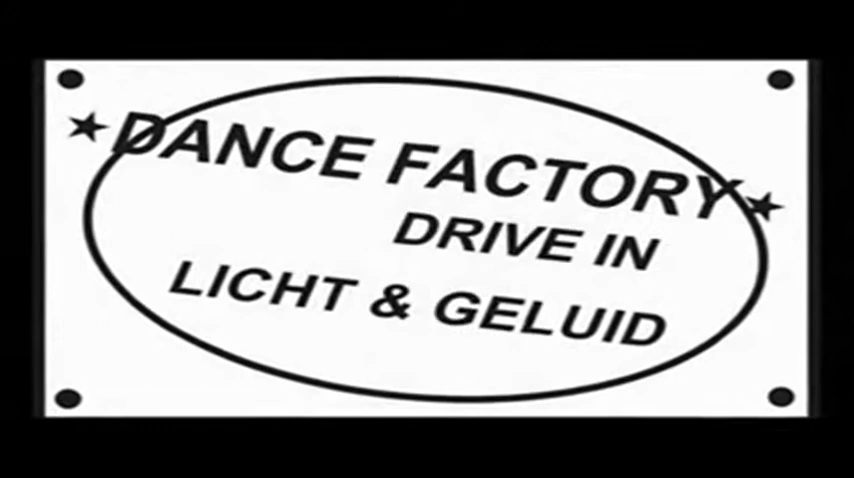 ★DANCE FACTORY★
DRIVE IN
LICHT & GELUID